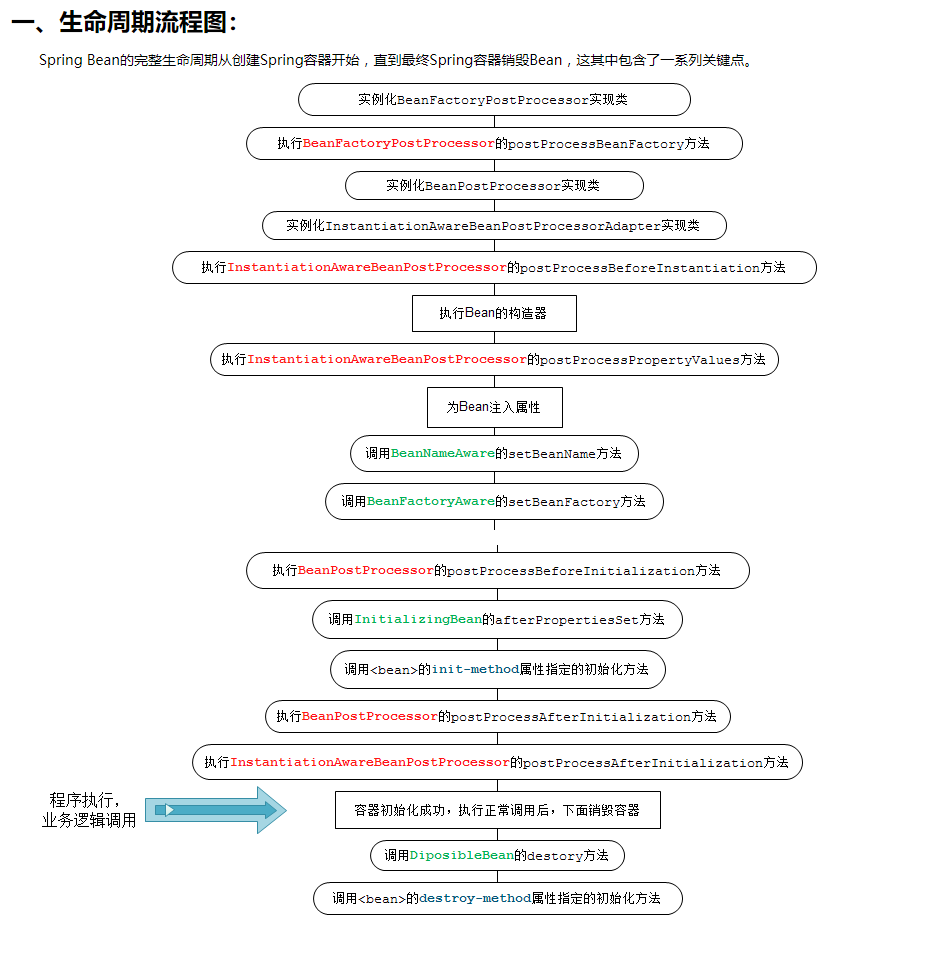 一、生命周期流程图：
Spring Bean的完整生命周期从创建Spring容器开始，直到最终Spring容器销毁Bean，这其中包含了一系列关键点。
实例化BeanFactoryPostProcessor实现类
执行BeanFactoryPostProcessor的postProcessBeanFactory方法
实例化BeanPostProcessor实现类
实例化InstantiationAwareBeanPostProcessorAdapter实现类
执行InstantiationAwareBeanPostProcessor的postProcessBeforeInstantiation方法
执行Bean的构造器
执行InstantiationAwareBeanPostProcessor的postProcessPropertyValues方法
为Bean注入属性
调用BeanNameAware的setBeanName方法
调用BeanFactoryAware的setBeanFactory方法
执行BeanPostProcessor的postProcessBeforeInitialization方法
调用InitializingBean的afterPropertiesSet方法
调用<bean>的init-method属性指定的初始化方法
执行BeanPostProcessor的postProcessAfterInitialization方法
执行InstantiationAwareBeanPostProcessor的postProcessAfterInitialization方法
程序执行，
业务逻辑调用
容器初始化成功，执行正常调用后，下面销毁容器
调用DiposibleBean的destory方法
调用<bean>的destroy-method属性指定的初始化方法